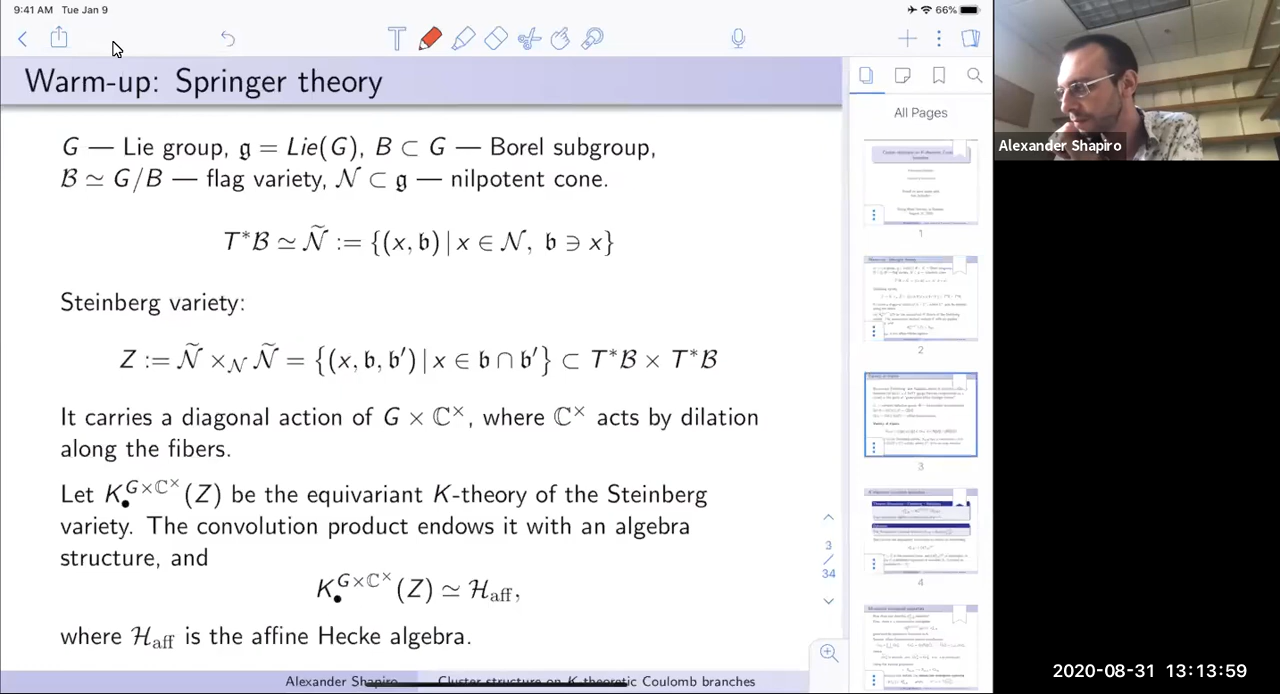 9:41 AM Tue Jan 9
66%
Warm-up: Springer theory
G — Lie group, 𝔤 = Lie(G), B ⊂ G — Borel subgroup,
ℬ ≃ G/B — flag variety, 𝒩 ⊂ 𝔤 — nilpotent cone.
T*ℬ ≃ 𝒩̃ := {(x, 𝔟) | x ∈ 𝒩, 𝔟 ∋ x}
Steinberg variety:
Z := 𝒩̃ ×_𝒩 𝒩̃ = {(x, 𝔟, 𝔟′) | x ∈ 𝔟 ∩ 𝔟′} ⊂ T*ℬ × T*ℬ
It carries a diagonal action of G × ℂ^×, where ℂ^× acts by dilation
along the fibers.
Let K_•^{G×ℂ^×}(Z) be the equivariant K-theory of the Steinberg
variety. The convolution product endows it with an algebra
structure, and
K_•^{G×ℂ^×}(Z) ≃ ℋ_aff,
where ℋ_aff is the affine Hecke algebra.
Alexander Shapiro Cluster structure on K-theoretic Coulomb branches
3
/
34
All Pages
1
2
3
4
Alexander Shapiro
2020-08-31 13:13:59